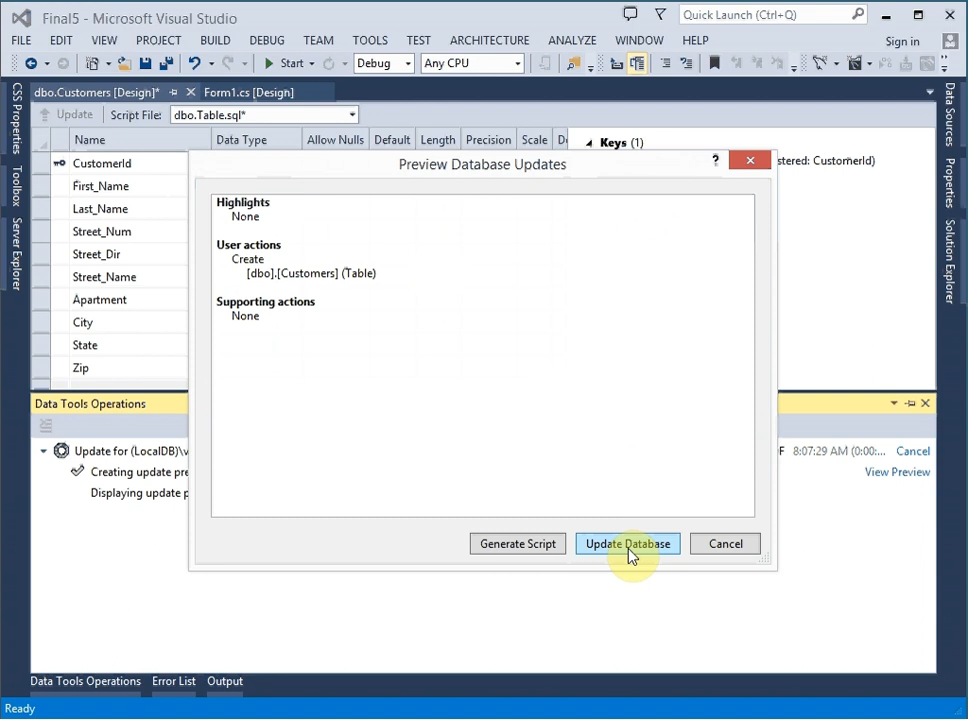 Final5 - Microsoft Visual Studio
Quick Launch (Ctrl+Q)
FILE EDIT VIEW PROJECT BUILD DEBUG TEAM TOOLS TEST ARCHITECTURE ANALYZE WINDOW HELP Sign in
Start Debug Any CPU
CSS Properties
Toolbox
Server Explorer
dbo.Customers [Design]* Form1.cs [Design]
Update Script File: dbo.Table.sql*
Name Data Type Allow Nulls Default Length Precision Scale
Keys (1)
CustomerId
stered: CustomerId)
First_Name
Last_Name
Street_Num
Street_Dir
Street_Name
Apartment
City
State
Zip
Preview Database Updates
?
Highlights
None
User actions
Create
[dbo].[Customers] (Table)
Supporting actions
None
Generate Script Update Database Cancel
Data Tools Operations
Update for (LocalDB)\v F 8:07:29 AM (0:00:... Cancel
Creating update pre View Preview
Displaying update p
Data Tools Operations Error List Output
Ready
Data Sources
Properties
Solution Explorer